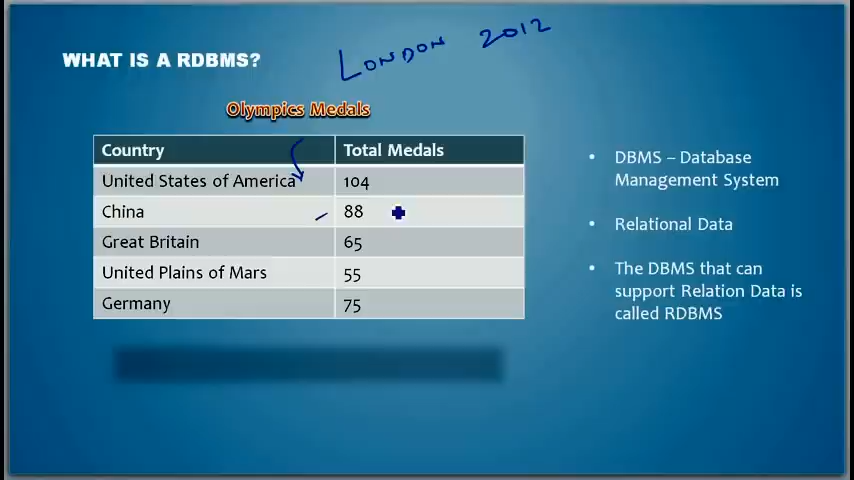 LONDON 2012
WHAT IS A RDBMS?
Olympics Medals
Country Total Medals
United States of America 104
China 88
Great Britain 65
United Plains of Mars 55
Germany 75
• DBMS – Database
Management System
• Relational Data
• The DBMS that can
support Relation Data is
called RDBMS